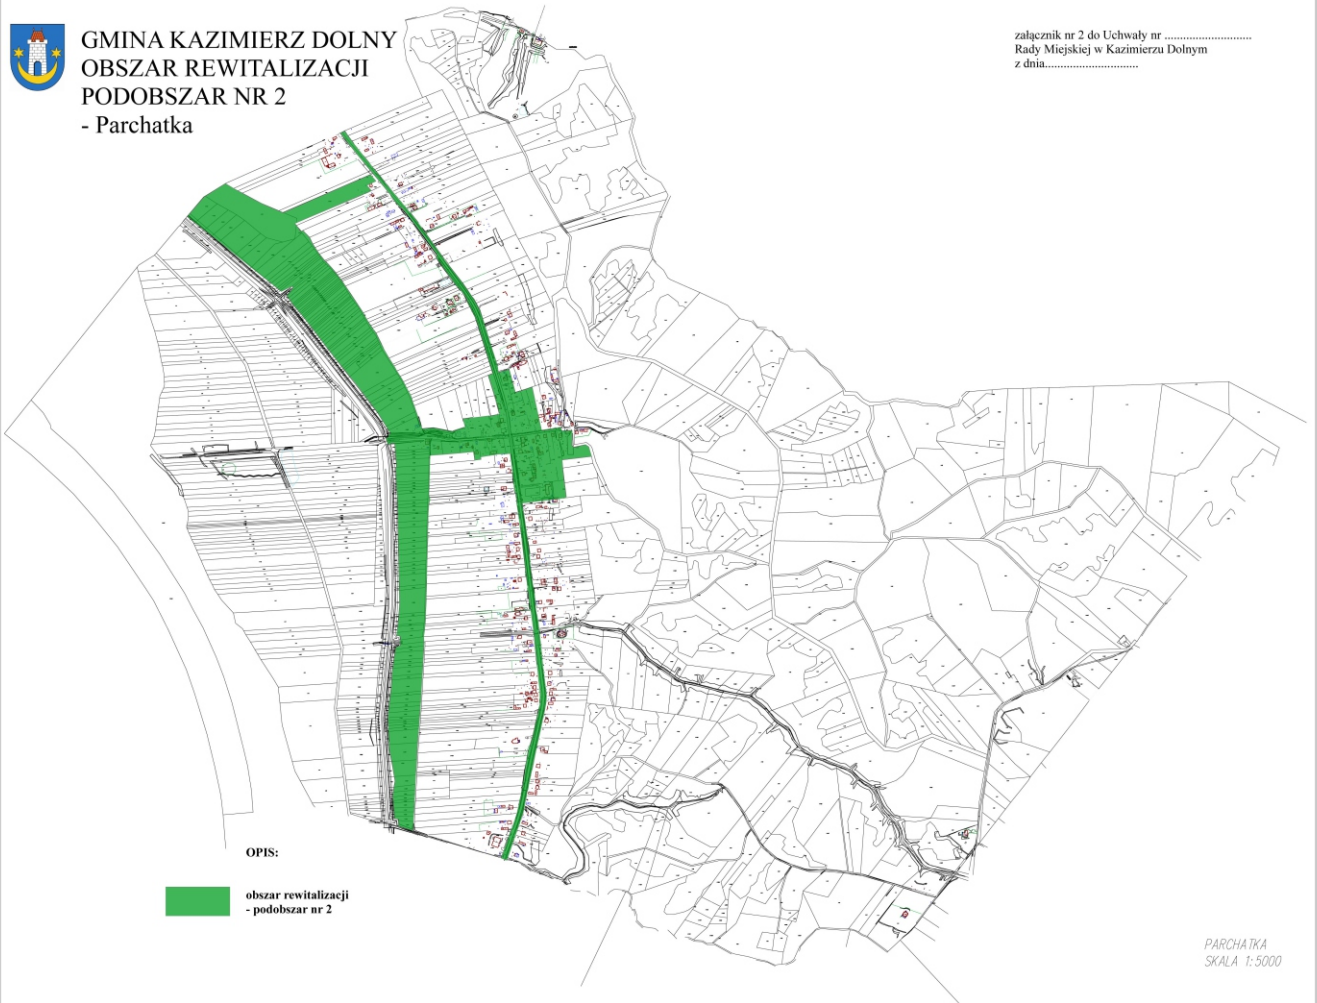 GMINA KAZIMIERZ DOLNY
OBSZAR REWITALIZACJI
PODOBSZAR NR 2
- Parchatka
załącznik nr 2 do Uchwały nr ............................
Rady Miejskiej w Kazimierzu Dolnym
z dnia..............................
OPIS:
obszar rewitalizacji
- podobszar nr 2
PARCHATKA
SKALA 1:5000